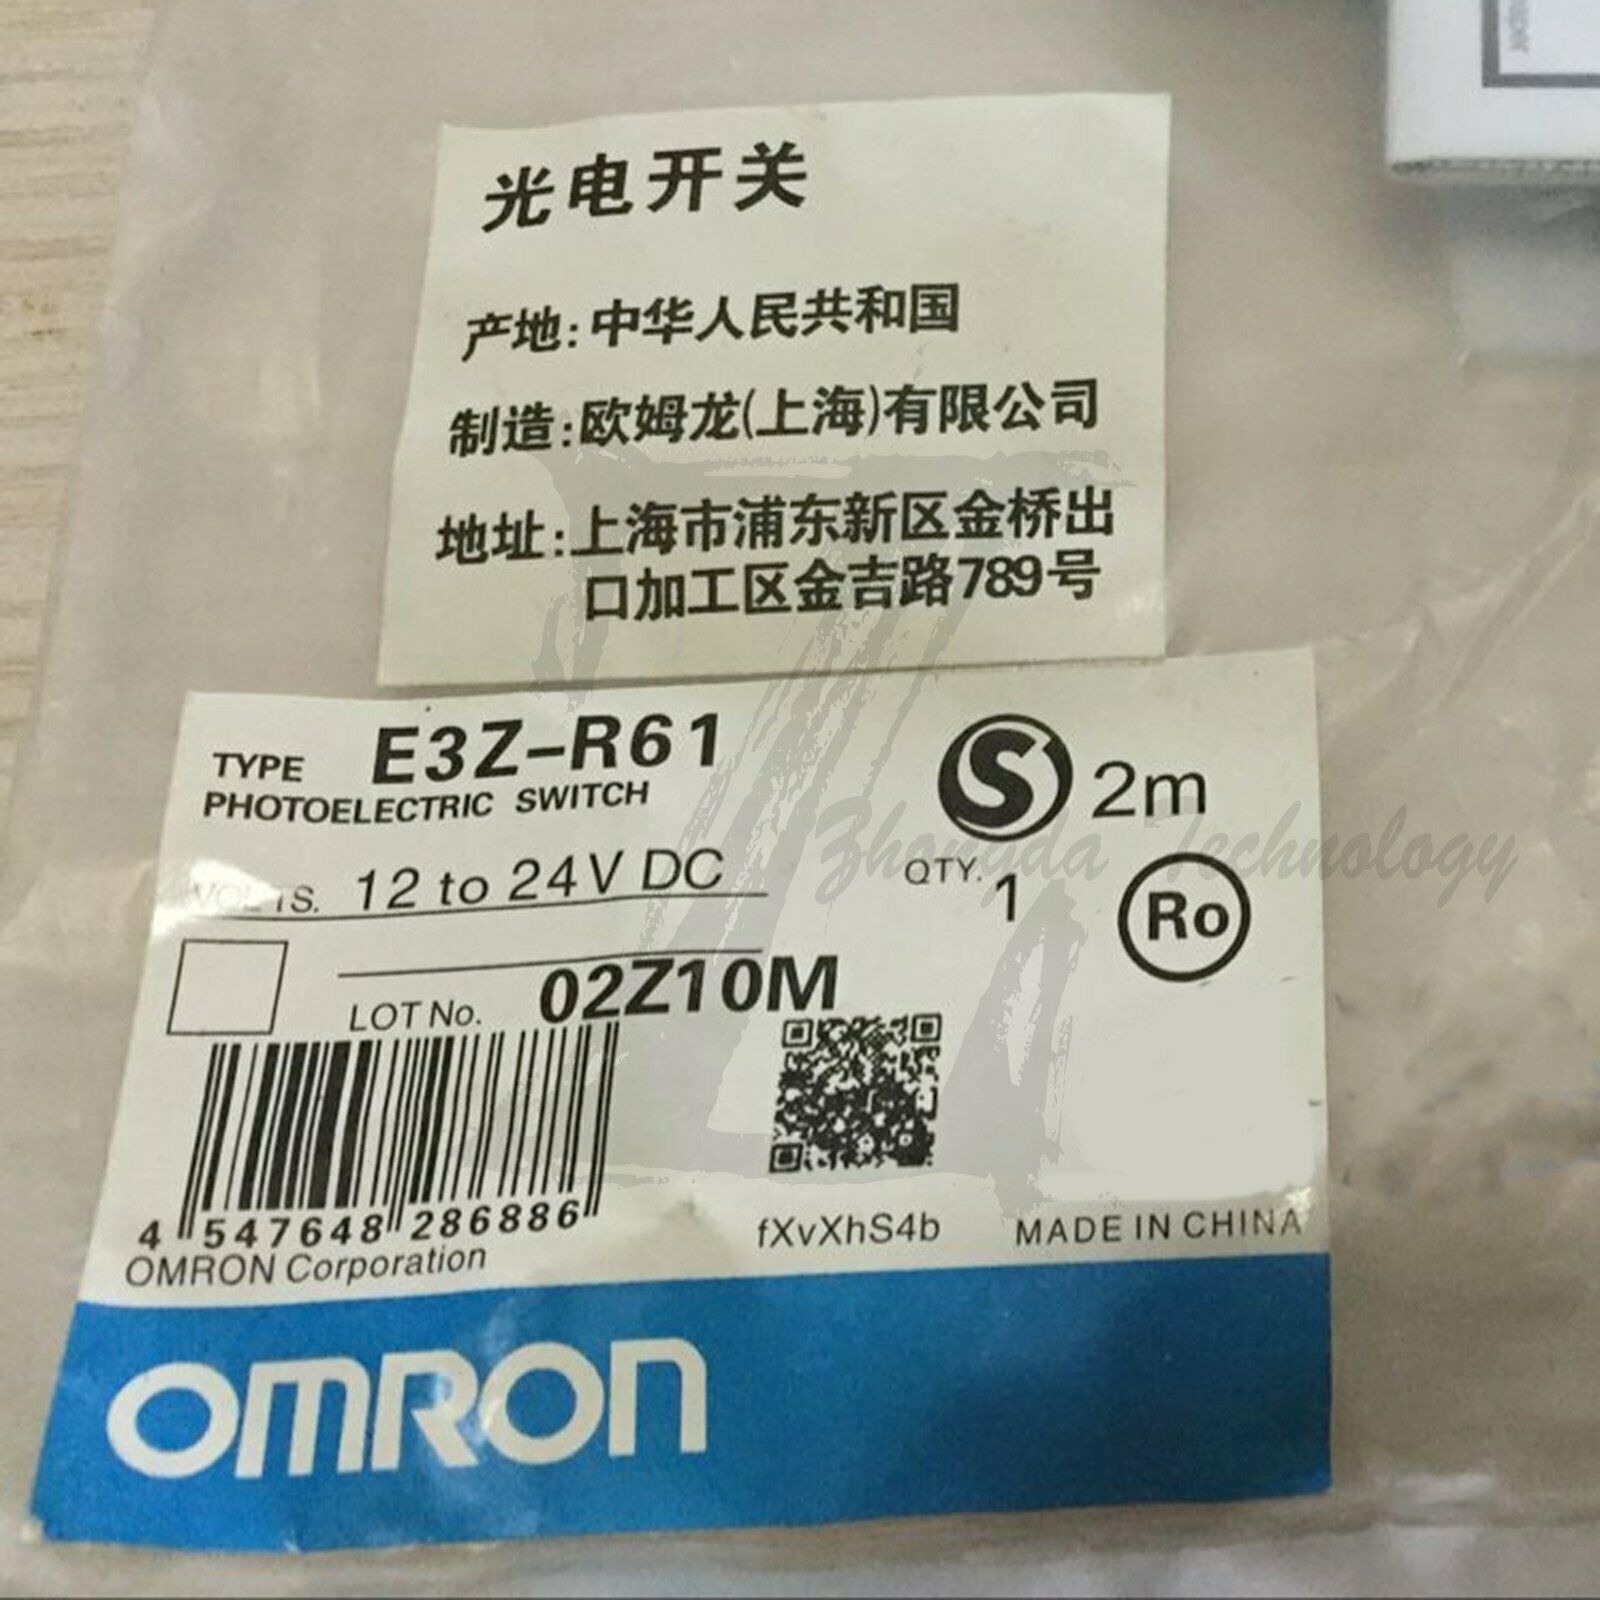 光电开关
产地:中华人民共和国
制造:欧姆龙(上海)有限公司
地址:上海市浦东新区金桥出
口加工区金吉路789号
TYPE E3Z-R61
PHOTOELECTRIC SWITCH
S 2m
VOLTS. 12 to 24V DC
QTY. 1
Ro
Zhongda Technology
LOT No. 02Z10M
4 547648 286886
OMRON Corporation
fXvXhS4b
MADE IN CHINA
OMRON